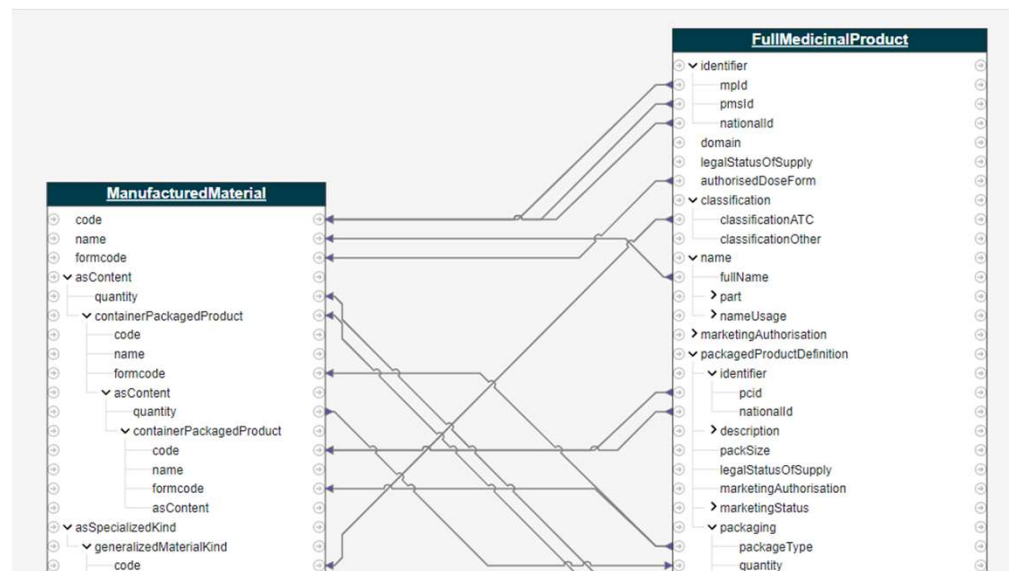 ManufacturedMaterial
code
name
formcode
asContent
quantity
containerPackagedProduct
code
name
formcode
asContent
quantity
containerPackagedProduct
code
name
formcode
asContent
asSpecializedKind
generalizedMaterialKind
code
FullMedicinalProduct
identifier
mpId
pmsId
nationalId
domain
legalStatusOfSupply
authorisedDoseForm
classification
classificationATC
classificationOther
name
fullName
part
nameUsage
marketingAuthorisation
packagedProductDefinition
identifier
pcid
nationalId
description
packSize
legalStatusOfSupply
marketingAuthorisation
marketingStatus
packaging
packageType
quantity